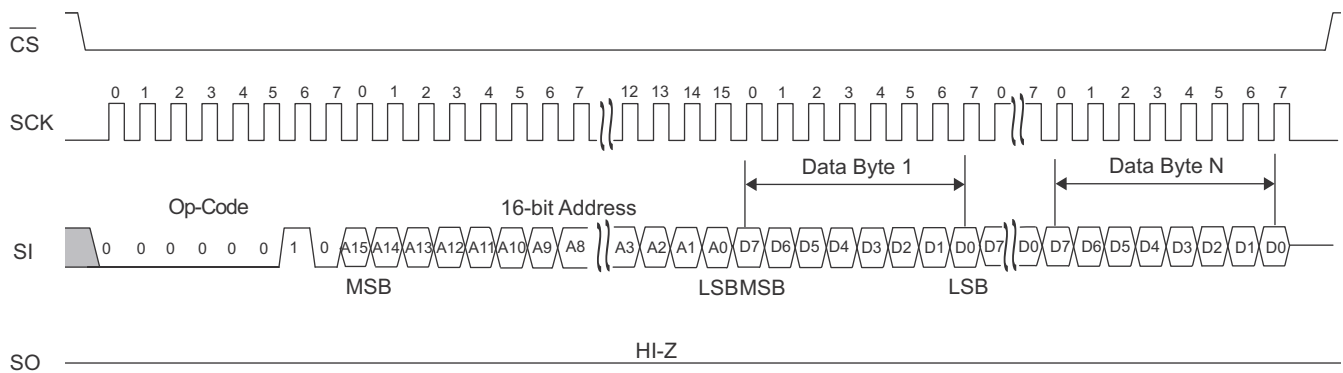 CS
0 1 2 3 4 5 6 7 0 1 2 3 4 5 6 7 12 13 14 15 0 1 2 3 4 5 6 7 0 7 0 1 2 3 4 5 6 7
SCK
Data Byte 1 Data Byte N
Op-Code 16-bit Address
SI 0 0 0 0 0 0 1 0 A15 A14 A13 A12 A11 A10 A9 A8 A3 A2 A1 A0 D7 D6 D5 D4 D3 D2 D1 D0 D7 D0 D7 D6 D5 D4 D3 D2 D1 D0
MSB LSB MSB LSB
HI-Z
SO